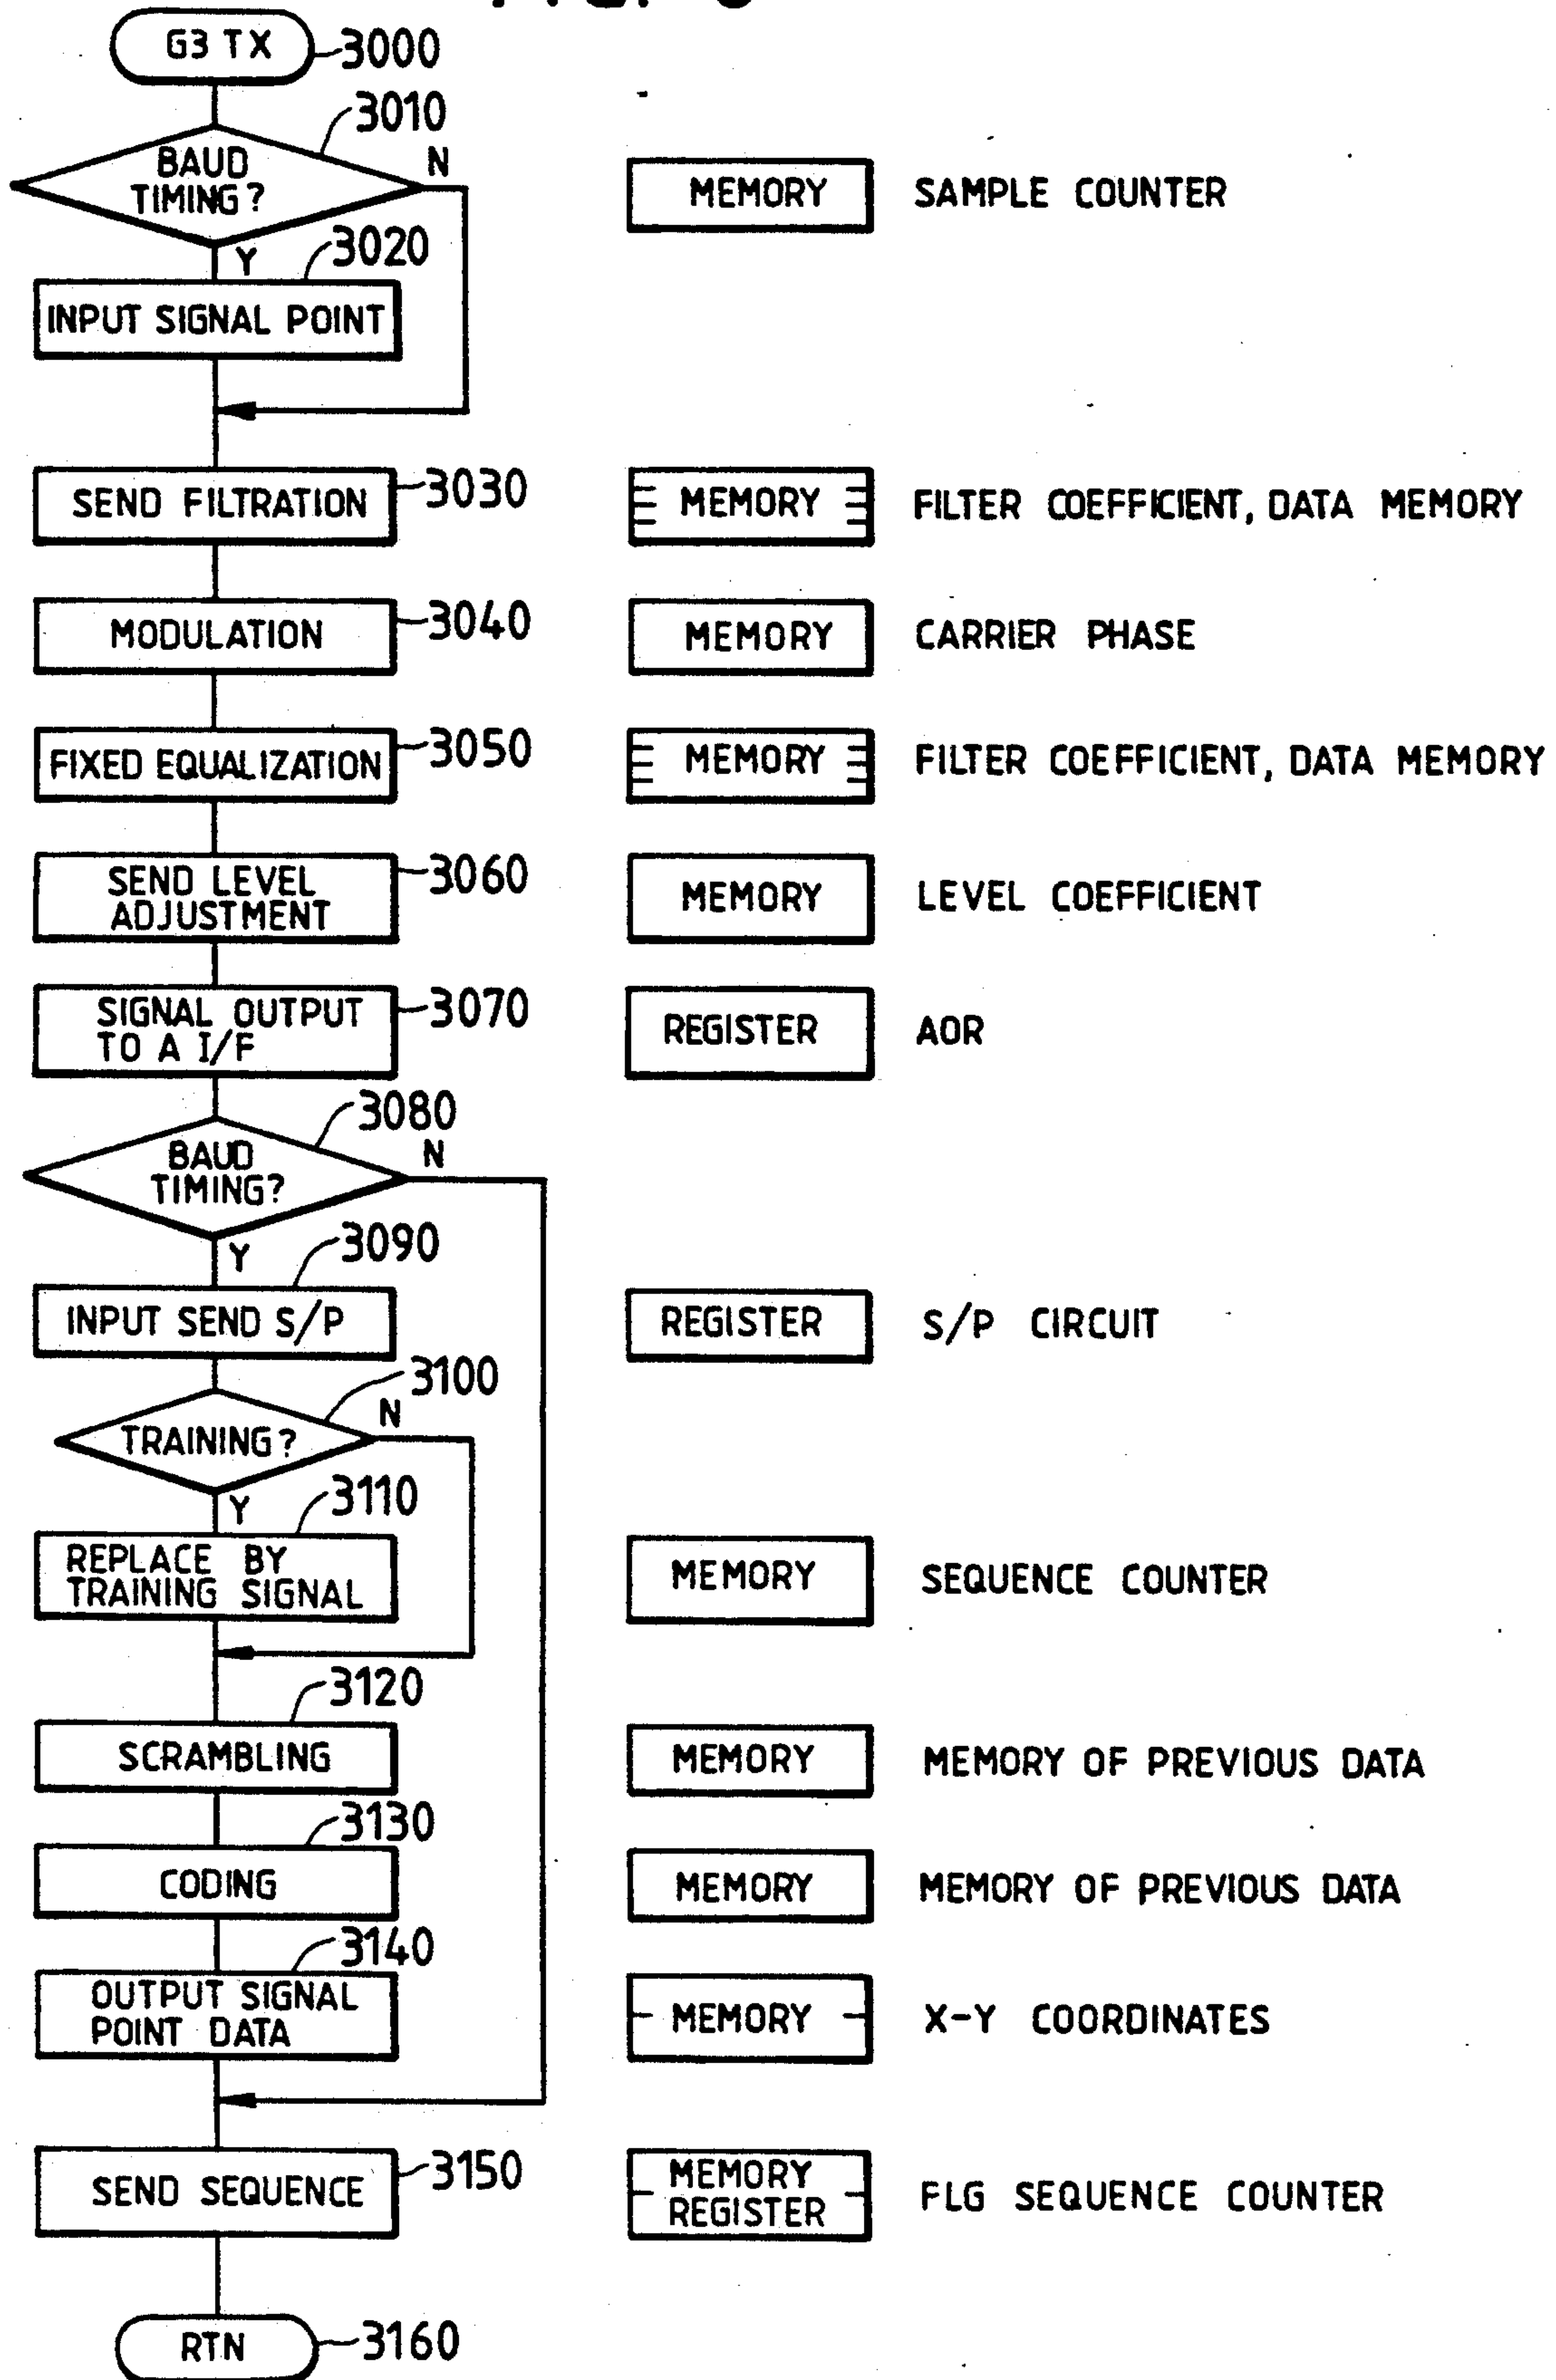 G3 TX 3000
3010
BAUD
TIMING?
N
MEMORY SAMPLE COUNTER
Y
3020
INPUT SIGNAL POINT
SEND FILTRATION 3030 MEMORY FILTER COEFFICIENT, DATA MEMORY
MODULATION 3040 MEMORY CARRIER PHASE
FIXED EQUALIZATION 3050 MEMORY FILTER COEFFICIENT, DATA MEMORY
SEND LEVEL
ADJUSTMENT
3060 MEMORY LEVEL COEFFICIENT
SIGNAL OUTPUT
TO A I/F
3070 REGISTER AOR
3080
BAUD
TIMING?
N
Y
3090
INPUT SEND S/P REGISTER S/P CIRCUIT
3100
TRAINING?
N
Y
3110
REPLACE BY
TRAINING SIGNAL
MEMORY SEQUENCE COUNTER
3120
SCRAMBLING MEMORY MEMORY OF PREVIOUS DATA
3130
CODING MEMORY MEMORY OF PREVIOUS DATA
3140
OUTPUT SIGNAL
POINT DATA
MEMORY X-Y COORDINATES
SEND SEQUENCE 3150
MEMORY
REGISTER
FLG SEQUENCE COUNTER
RTN 3160